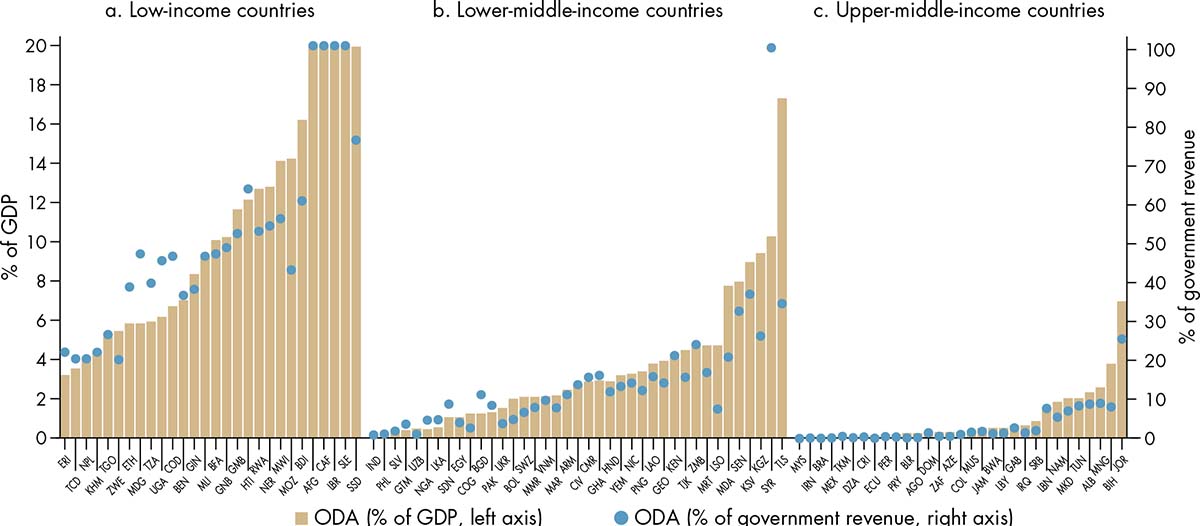 a. Low-income countries
b. Lower-middle-income countries
c. Upper-middle-income countries
% of GDP
20
18
16
14
12
10
8
6
4
2
0
100
90
80
70
60
50
40
30
20
10
0
% of government revenue
ERI TCD NPL KHM TGO ZWE ETH MDG TZA UGA COD BEN GIN MLI BFA GNB GMB HTI RWA NER MWI MOZ BDI AFG CAF LBR SLE SSD
IND PHL SLV GTM UZB NGA LKA SDN EGY COG BGD PAK UKR BOL SWZ MMR VNM MAR ARM CIV CMR GHA HND YEM NIC PNG LAO GEO KEN TJK ZMB MRT LSO MDA SEN KSV KGZ SYR TLS
MYS IRN BRA MEX TKM DZA CRI ECU PER PRY BLR AGO DOM ZAF AZE COL MUS JAM BWA LBY GAB IRQ SRB LBN NAM MKD TUN ALB MNG BIH JOR
ODA (% of GDP, left axis)
ODA (% of government revenue, right axis)